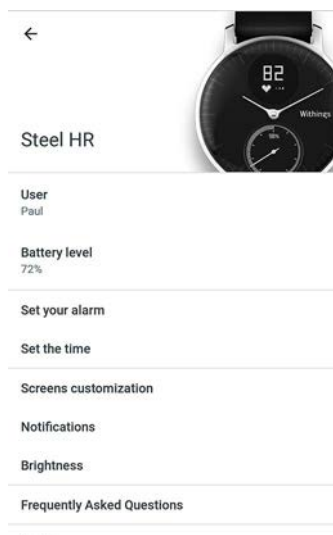 82
Withings
Steel HR
User
Paul
Battery level
72%
Set your alarm
Set the time
Screens customization
Notifications
Brightness
Frequently Asked Questions